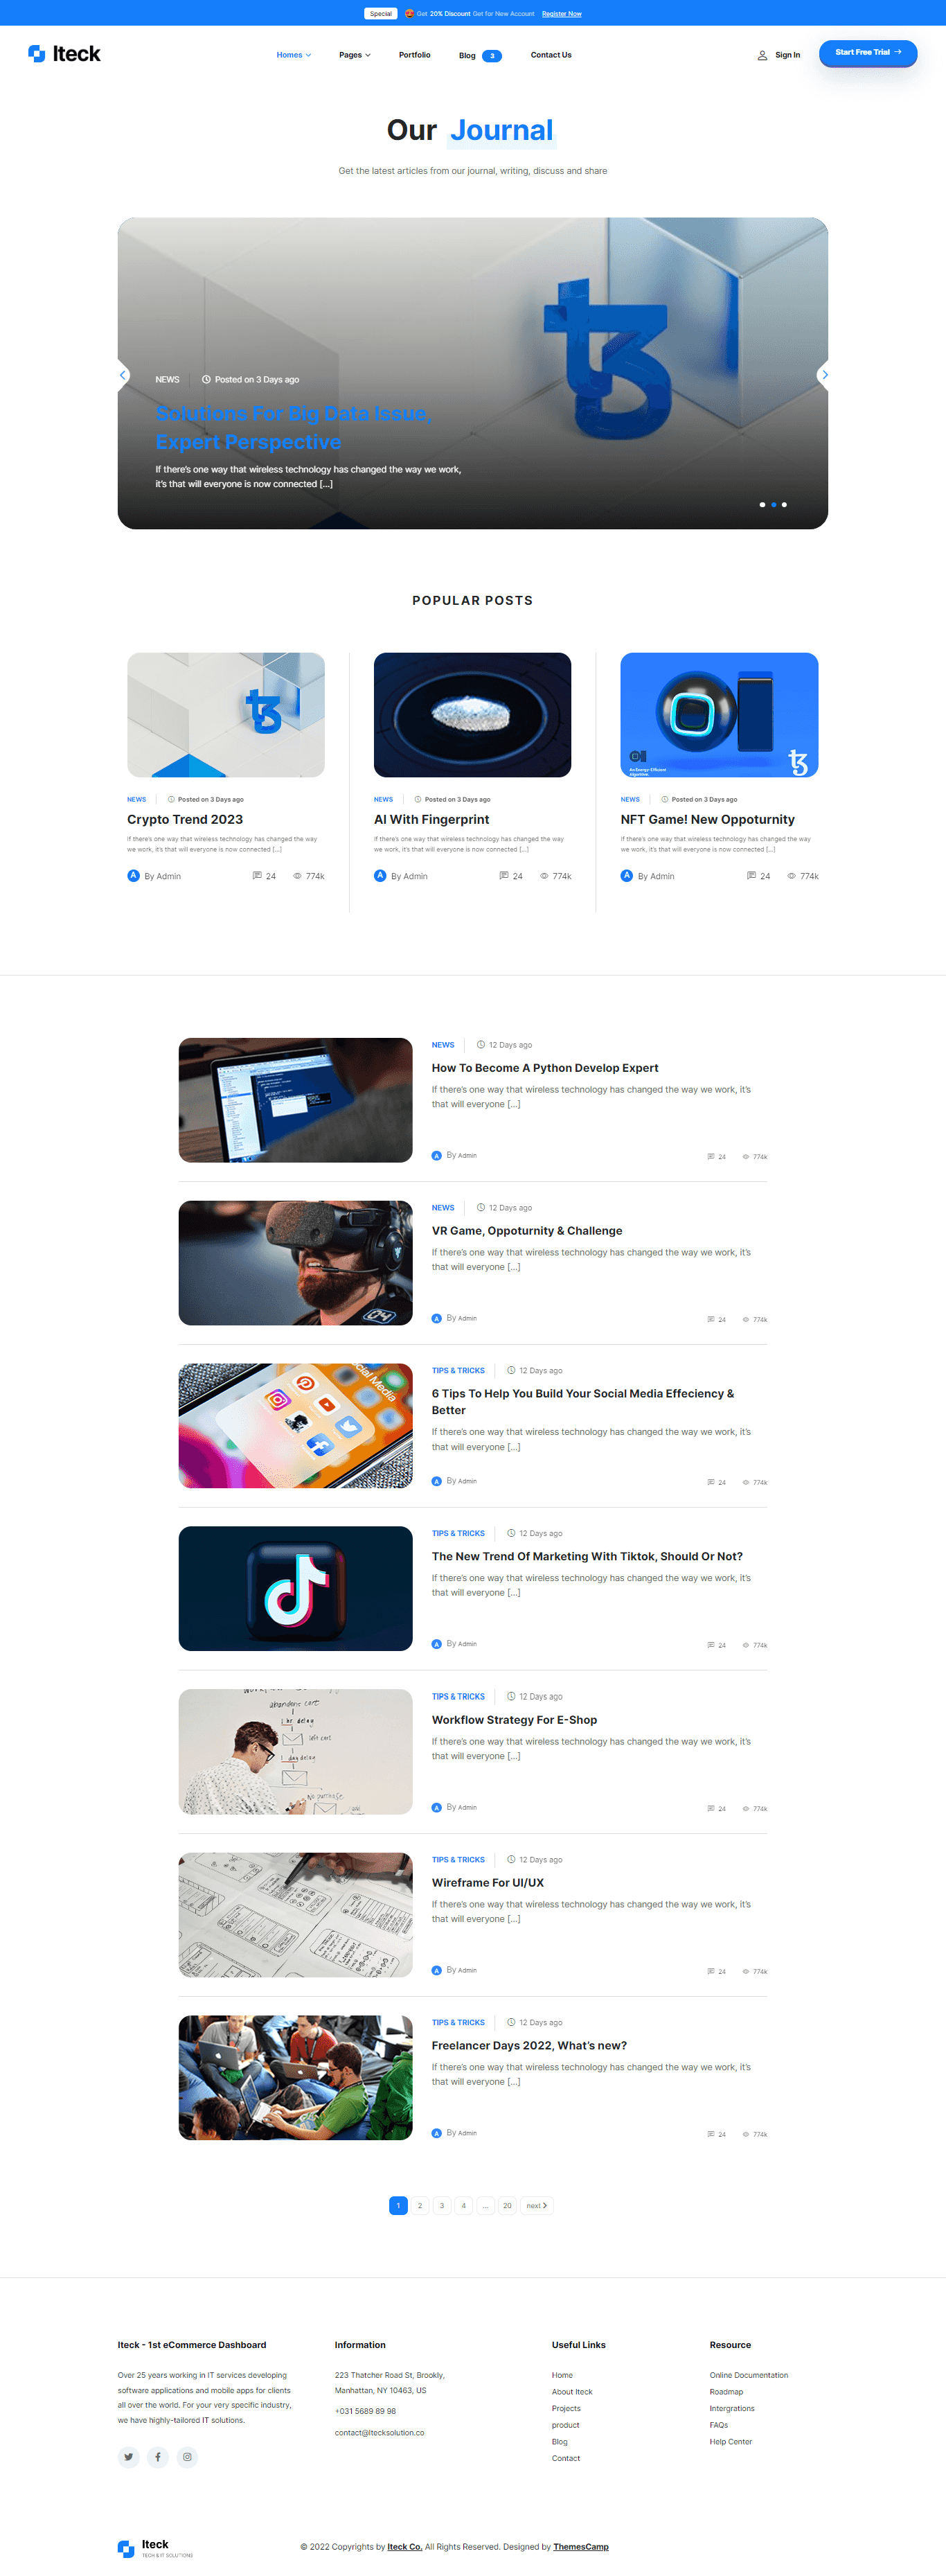 Special Get 20% Discount Get for New Account Register Now
Iteck Homes Pages Portfolio Blog 3 Contact Us Sign In Start Free Trial →
Our Journal
Get the latest articles from our journal, writing, discuss and share
NEWS Posted on 3 Days ago
Solutions For Big Data Issue,
Expert Perspective
If there's one way that wireless technology has changed the way we work,
it's that will everyone is now connected [...]
POPULAR POSTS
NEWS Posted on 3 Days ago
Crypto Trend 2023
If there's one way that wireless technology has changed the way
we work, it's that will everyone is now connected [...]
A By Admin 24 774k
NEWS Posted on 3 Days ago
AI With Fingerprint
If there's one way that wireless technology has changed the way
we work, it's that will everyone is now connected [...]
A By Admin 24 774k
An Energy-Efficient
Algorithm.
NEWS Posted on 3 Days ago
NFT Game! New Oppoturnity
If there's one way that wireless technology has changed the way
we work, it's that will everyone is now connected [...]
A By Admin 24 774k
NEWS 12 Days ago
How To Become A Python Develop Expert
If there's one way that wireless technology has changed the way we work, it's
that will everyone [...]
A By Admin 24 774k
04
NEWS 12 Days ago
VR Game, Oppoturnity & Challenge
If there's one way that wireless technology has changed the way we work, it's
that will everyone [...]
A By Admin 24 774k
Social Media
TIPS & TRICKS 12 Days ago
6 Tips To Help You Build Your Social Media Effeciency &
Better
If there's one way that wireless technology has changed the way we work, it's
that will everyone [...]
A By Admin 24 774k
TIPS & TRICKS 12 Days ago
The New Trend Of Marketing With Tiktok, Should Or Not?
If there's one way that wireless technology has changed the way we work, it's
that will everyone [...]
A By Admin 24 774k
abandons cart
1 hr delay
left cart
1 day delay
no purchase
TIPS & TRICKS 12 Days ago
Workflow Strategy For E-Shop
If there's one way that wireless technology has changed the way we work, it's
that will everyone [...]
A By Admin 24 774k
TIPS & TRICKS 12 Days ago
Wireframe For UI/UX
If there's one way that wireless technology has changed the way we work, it's
that will everyone [...]
A By Admin 24 774k
TIPS & TRICKS 12 Days ago
Freelancer Days 2022, What's new?
If there's one way that wireless technology has changed the way we work, it's
that will everyone [...]
A By Admin 24 774k
1 2 3 4 ... 20 next
Iteck - 1st eCommerce Dashboard
Over 25 years working in IT services developing
software applications and mobile apps for clients
all over the world. For your very specific industry,
we have highly-tailored IT solutions.
Information
223 Thatcher Road St, Brookly,
Manhattan, NY 10463, US
+031 5689 89 98
contact@Itecksolution.co
Useful Links
Home
About Iteck
Projects
product
Blog
Contact
Resource
Online Documentation
Roadmap
Intergrations
FAQs
Help Center
Iteck
TECH & IT SOLUTIONS
© 2022 Copyrights by Iteck Co. All Rights Reserved. Designed by ThemesCamp